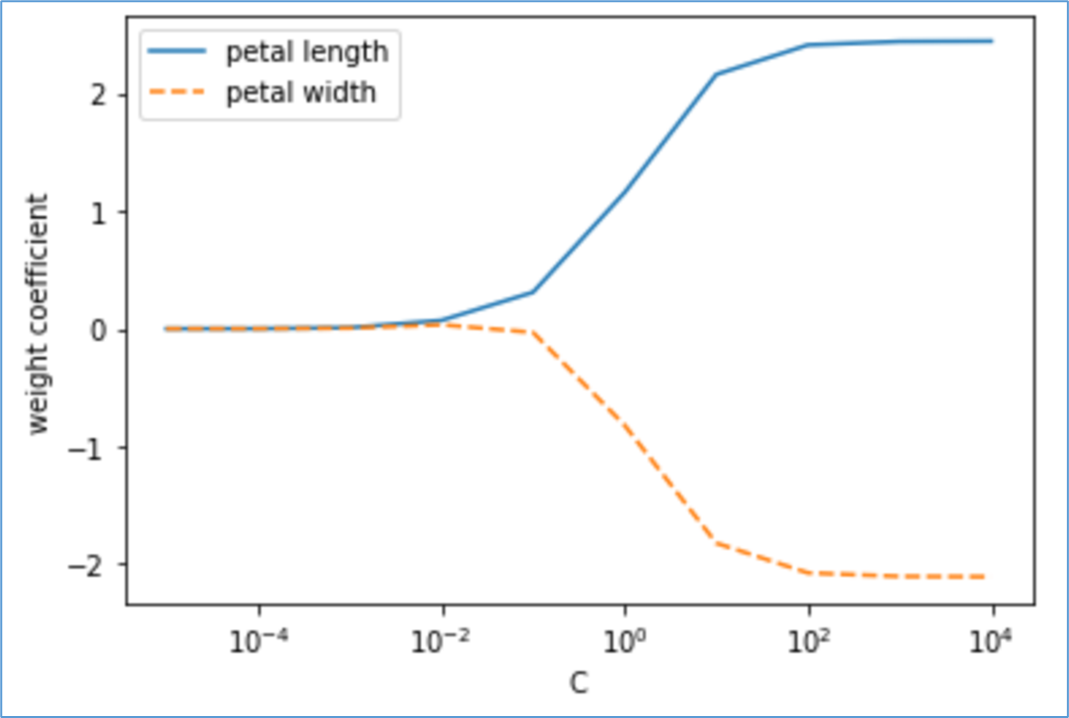 petal length
petal width
2
1
0
−1
−2
weight coefficient
10⁻⁴
10⁻²
10⁰
10²
10⁴
C